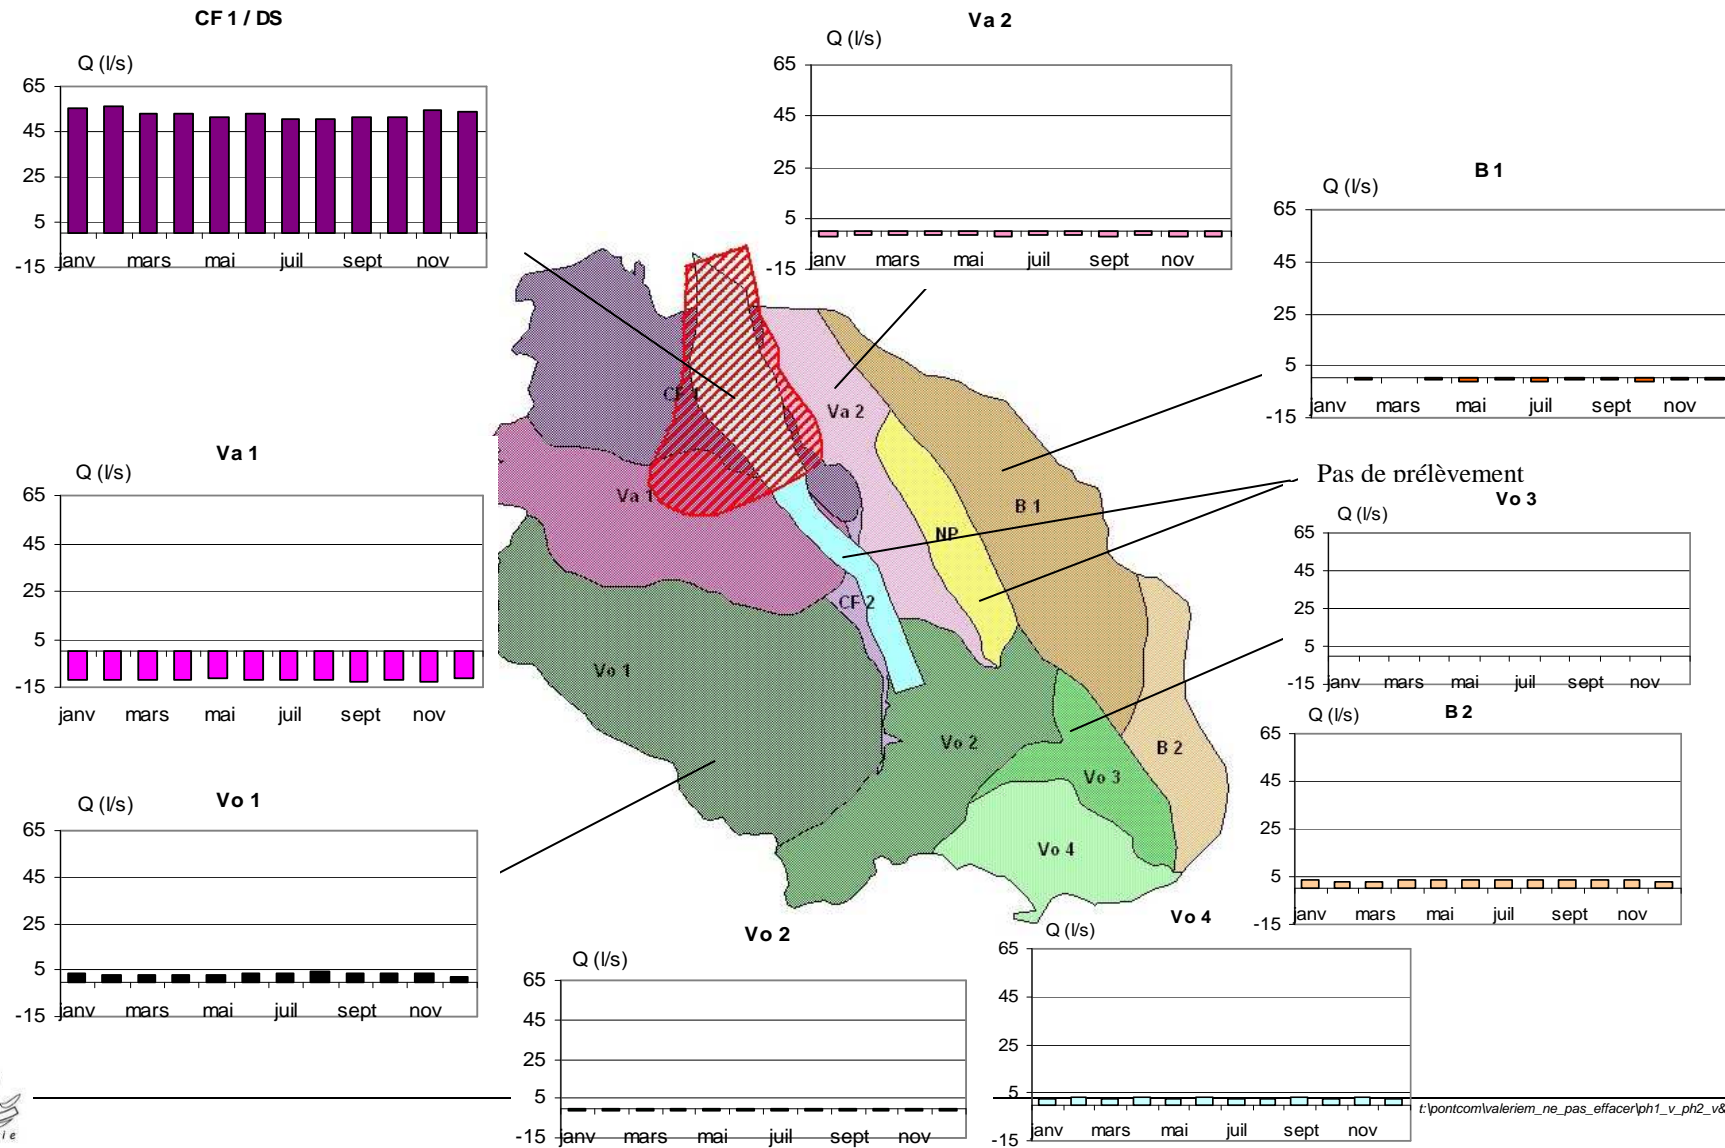 CF 1 / DS
Q (l/s)
65
45
25
5
-15
janv mars mai juil sept nov
Va 2
Q (l/s)
65
45
25
5
-15
janv mars mai juil sept nov
B 1
Q (l/s)
65
45
25
5
-15
janv mars mai juil sept nov
Va 1
Q (l/s)
65
45
25
5
-15
janv mars mai juil sept nov
Pas de prélèvement
Vo 3
Q (l/s)
65
45
25
5
-15
janv mars mai juil sept nov
B 2
Q (l/s)
65
45
25
5
-15
janv mars mai juil sept nov
Vo 1
Q (l/s)
65
45
25
5
-15
janv mars mai juil sept nov
CF 1
Va 2
Va 1
B 1
NP
CF 2
Vo 1
Vo 2
B 2
Vo 3
Vo 4
Vo 2
Q (l/s)
65
45
25
5
-15
janv mars mai juil sept nov
Vo 4
Q (l/s)
65
45
25
5
-15
janv mars mai juil sept nov
t:\pontcom\valeriem_ne_pas_effacer\ph1_v_ph2_v&
ie